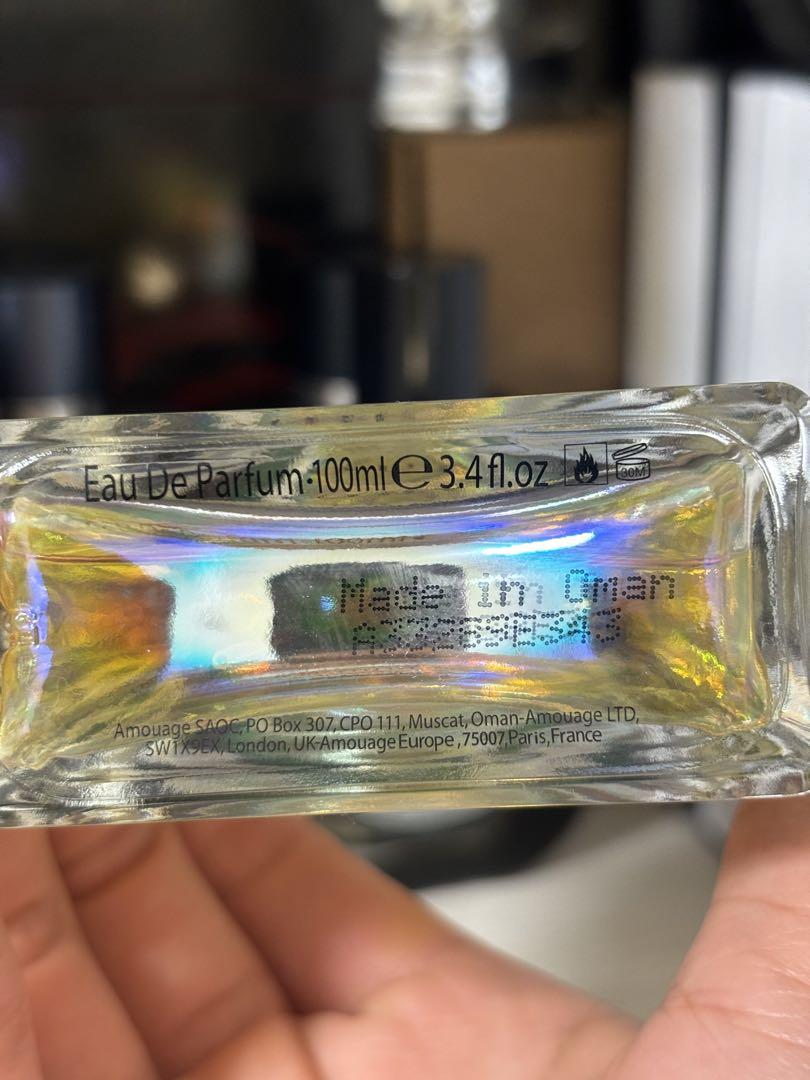 Eau De Parfum·100ml ℮ 3.4 fl.oz 30M
Made in Oman
Amouage SAOC, PO Box 307, CPO 111, Muscat, Oman-Amouage LTD,
SW1X9EX, London, UK-Amouage Europe ,75007, Paris, France